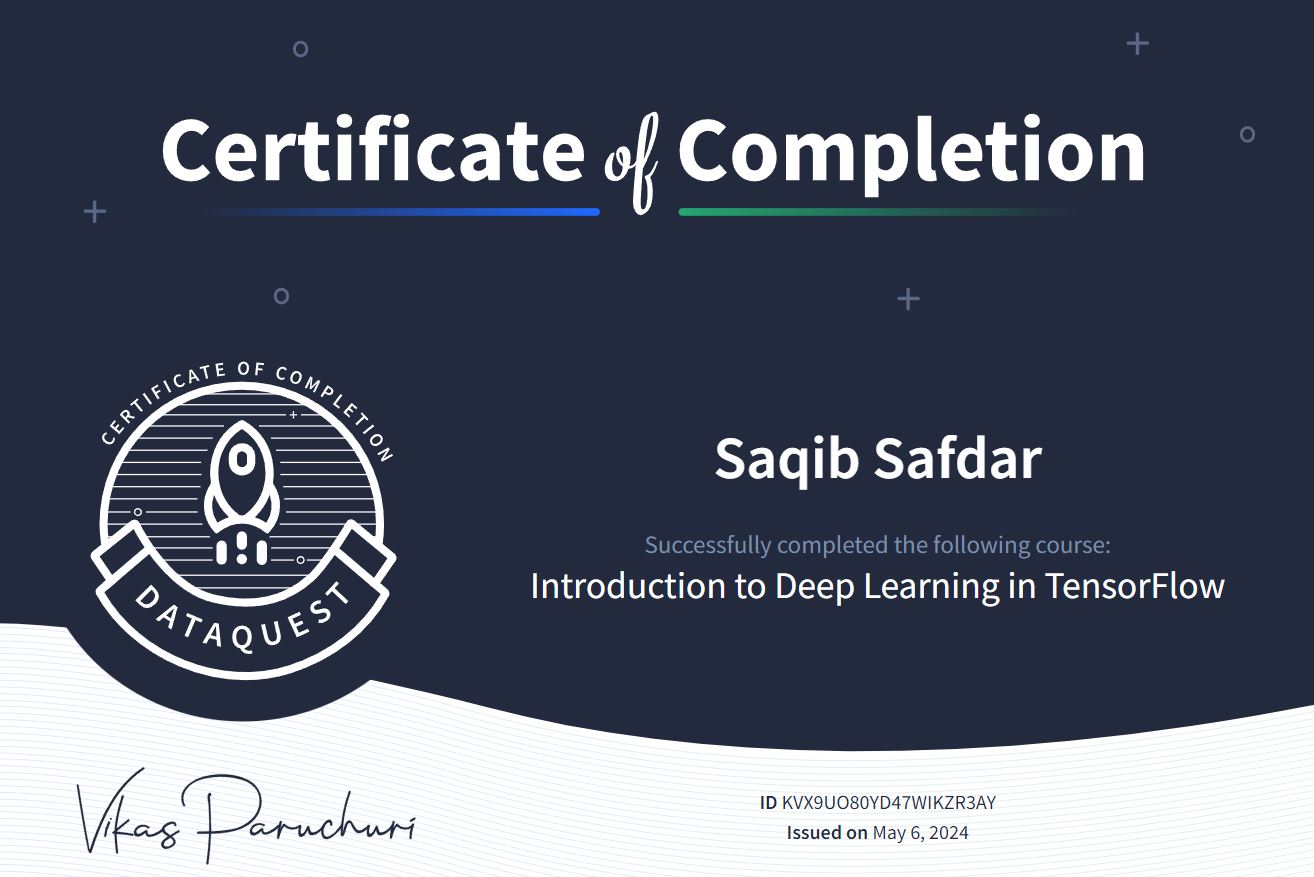 Certificate of Completion
CERTIFICATE OF COMPLETION
DATAQUEST
Saqib Safdar
Successfully completed the following course:
Introduction to Deep Learning in TensorFlow
Vikas Paruchuri
ID KVX9UO80YD47WIKZR3AY
Issued on May 6, 2024